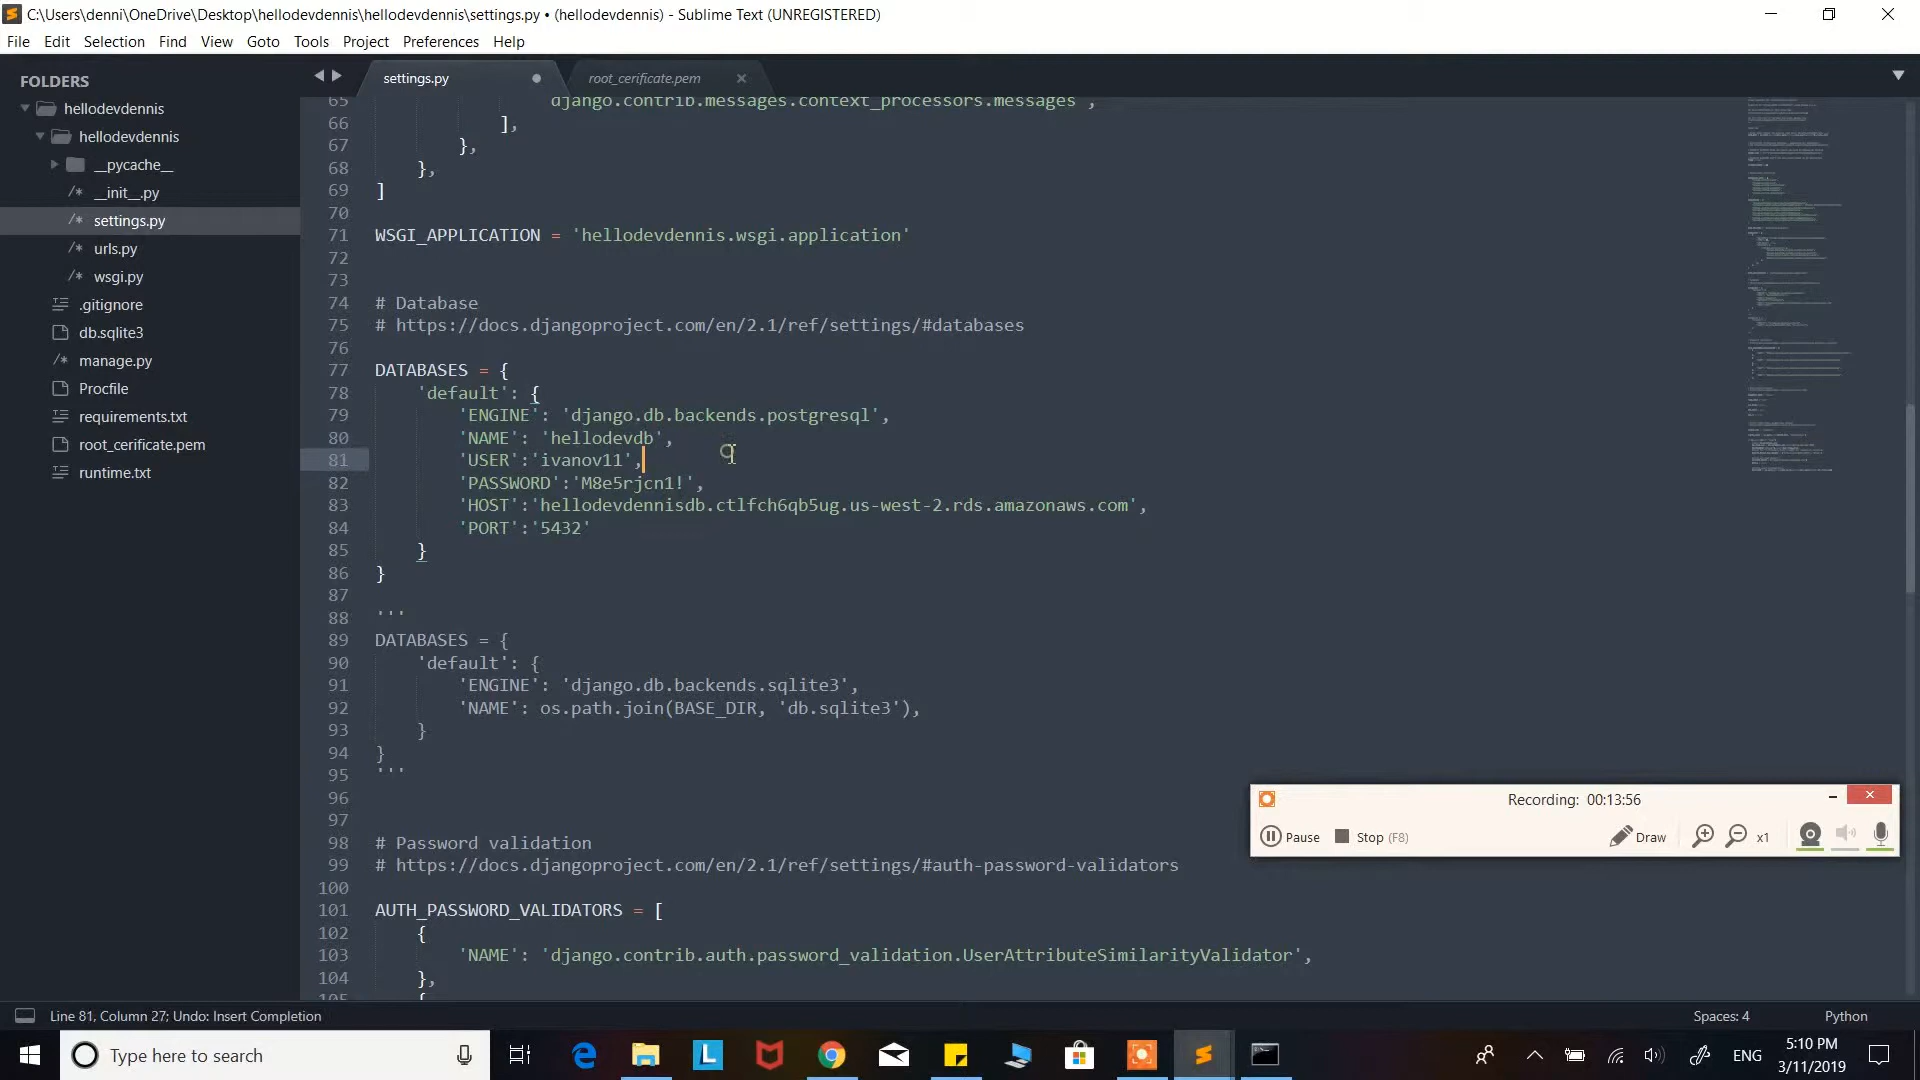 C:\Users\denni\OneDrive\Desktop\hellodevdennis\hellodevdennis\settings.py • (hellodevdennis) - Sublime Text (UNREGISTERED)
File Edit Selection Find View Goto Tools Project Preferences Help
FOLDERS
hellodevdennis
hellodevdennis
__pycache__
/* __init__.py
/* settings.py
/* urls.py
/* wsgi.py
.gitignore
db.sqlite3
/* manage.py
Procfile
requirements.txt
root_cerificate.pem
runtime.txt
settings.py
root_cerificate.pem
65 django.contrib.messages.context_processors.messages',
66 ],
67 },
68 },
69 ]
70
71 WSGI_APPLICATION = 'hellodevdennis.wsgi.application'
72
73
74 # Database
75 # https://docs.djangoproject.com/en/2.1/ref/settings/#databases
76
77 DATABASES = {
78 'default': {
79 'ENGINE': 'django.db.backends.postgresql',
80 'NAME': 'hellodevdb',
81 'USER':'ivanov11',
82 'PASSWORD':'M8e5rjcn1!',
83 'HOST':'hellodevdennisdb.ctlfch6qb5ug.us-west-2.rds.amazonaws.com',
84 'PORT':'5432'
85 }
86 }
87
88 '''
89 DATABASES = {
90 'default': {
91 'ENGINE': 'django.db.backends.sqlite3',
92 'NAME': os.path.join(BASE_DIR, 'db.sqlite3'),
93 }
94 }
95 '''
96
97
98 # Password validation
99 # https://docs.djangoproject.com/en/2.1/ref/settings/#auth-password-validators
100
101 AUTH_PASSWORD_VALIDATORS = [
102 {
103 'NAME': 'django.contrib.auth.password_validation.UserAttributeSimilarityValidator',
104 },
105 {
Recording: 00:13:56
Pause Stop (F8) Draw x1
Line 81, Column 27; Undo: Insert Completion
Spaces: 4 Python
Type here to search
ENG
5:10 PM
3/11/2019